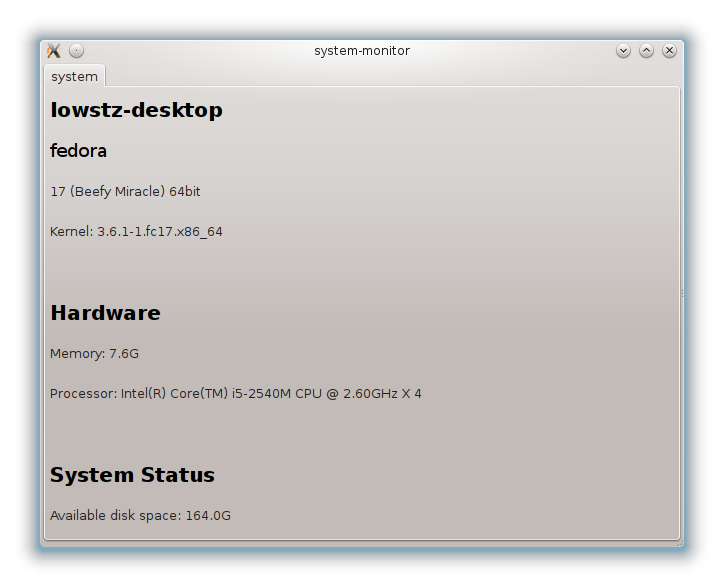 system-monitor
system
lowstz-desktop
fedora
17 (Beefy Miracle) 64bit
Kernel: 3.6.1-1.fc17.x86_64
Hardware
Memory: 7.6G
Processor: Intel(R) Core(TM) i5-2540M CPU @ 2.60GHz X 4
System Status
Available disk space: 164.0G